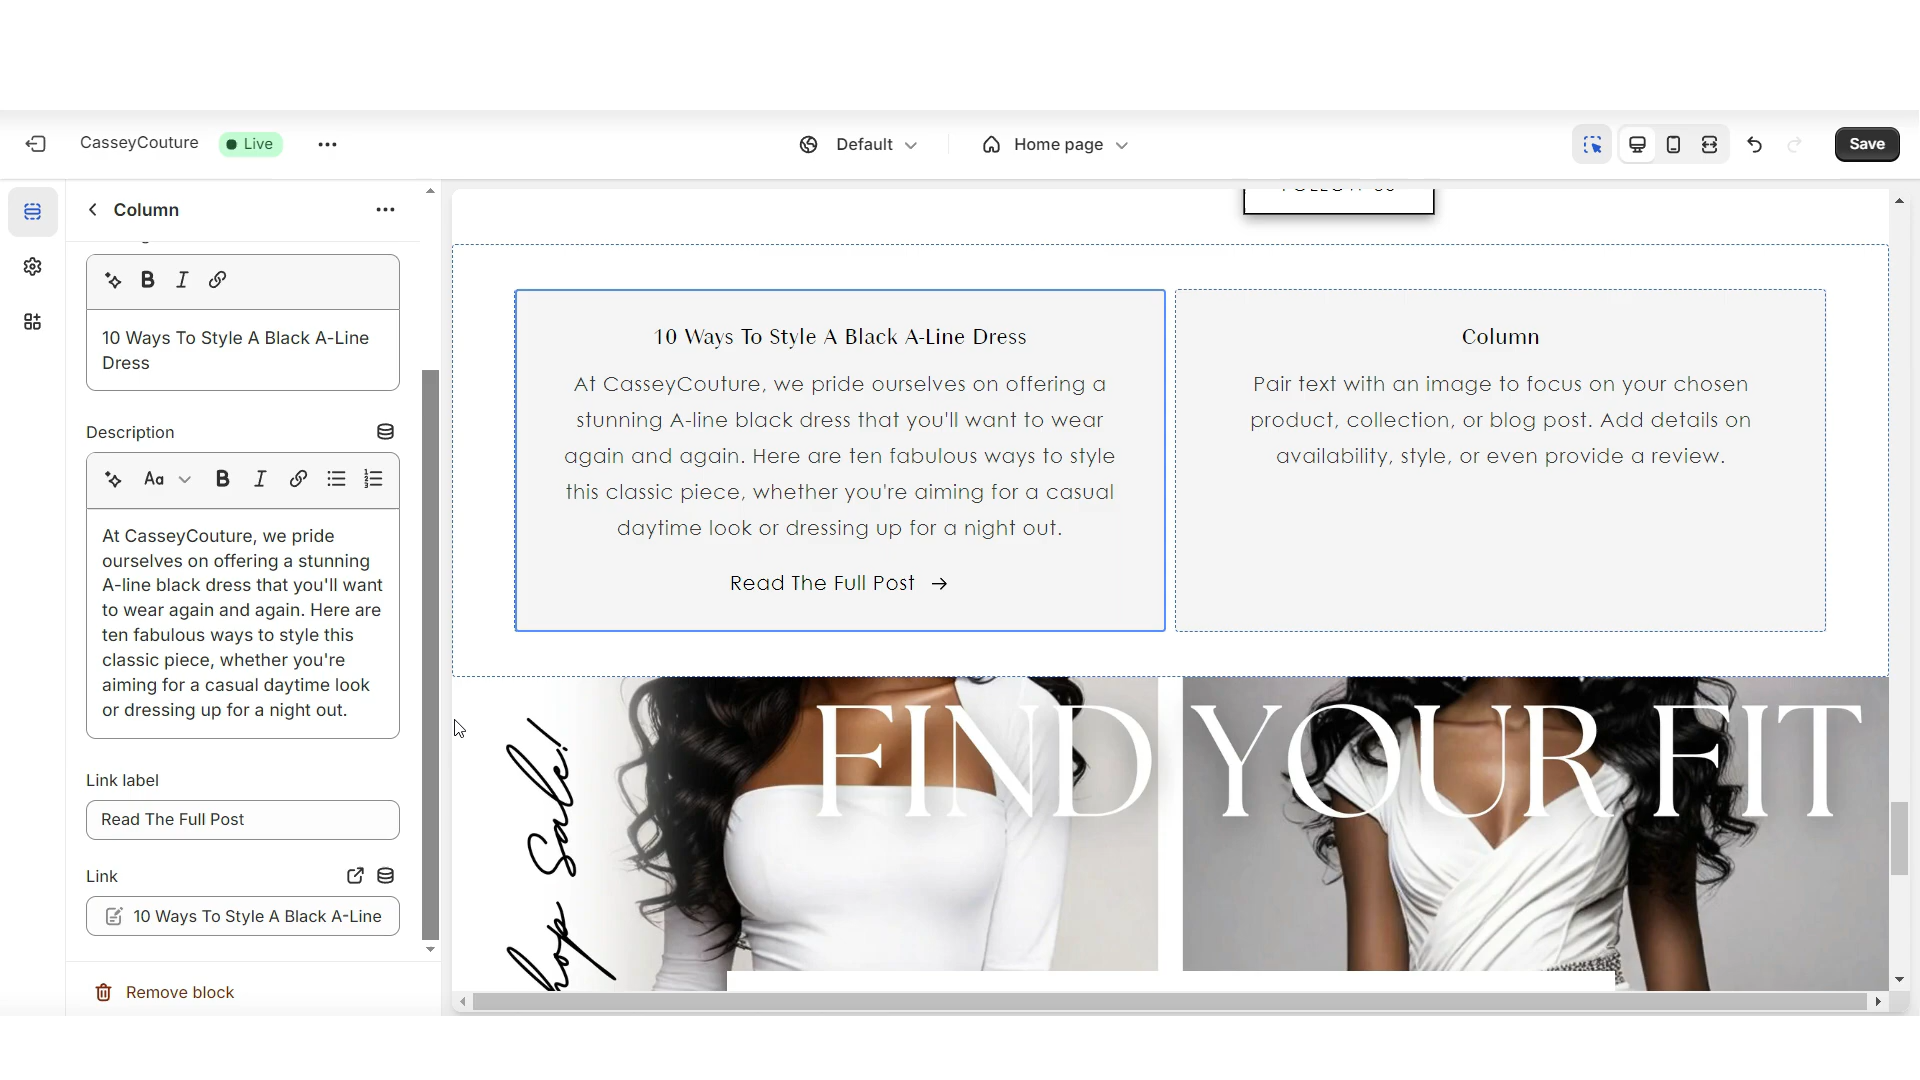 CasseyCouture
Live
Default
Home page
Save
Column
10 Ways To Style A Black A-Line
Dress
Description
Aa
At CasseyCouture, we pride
ourselves on offering a stunning
A-line black dress that you'll want
to wear again and again. Here are
ten fabulous ways to style this
classic piece, whether you're
aiming for a casual daytime look
or dressing up for a night out.
Link label
Read The Full Post
Link
10 Ways To Style A Black A-Line
Remove block
FOLLOW US
10 Ways To Style A Black A-Line Dress
At CasseyCouture, we pride ourselves on offering a
stunning A-line black dress that you'll want to wear
again and again. Here are ten fabulous ways to style
this classic piece, whether you're aiming for a casual
daytime look or dressing up for a night out.
Read The Full Post →
Column
Pair text with an image to focus on your chosen
product, collection, or blog post. Add details on
availability, style, or even provide a review.
FIND YOUR FIT
hop Sale!